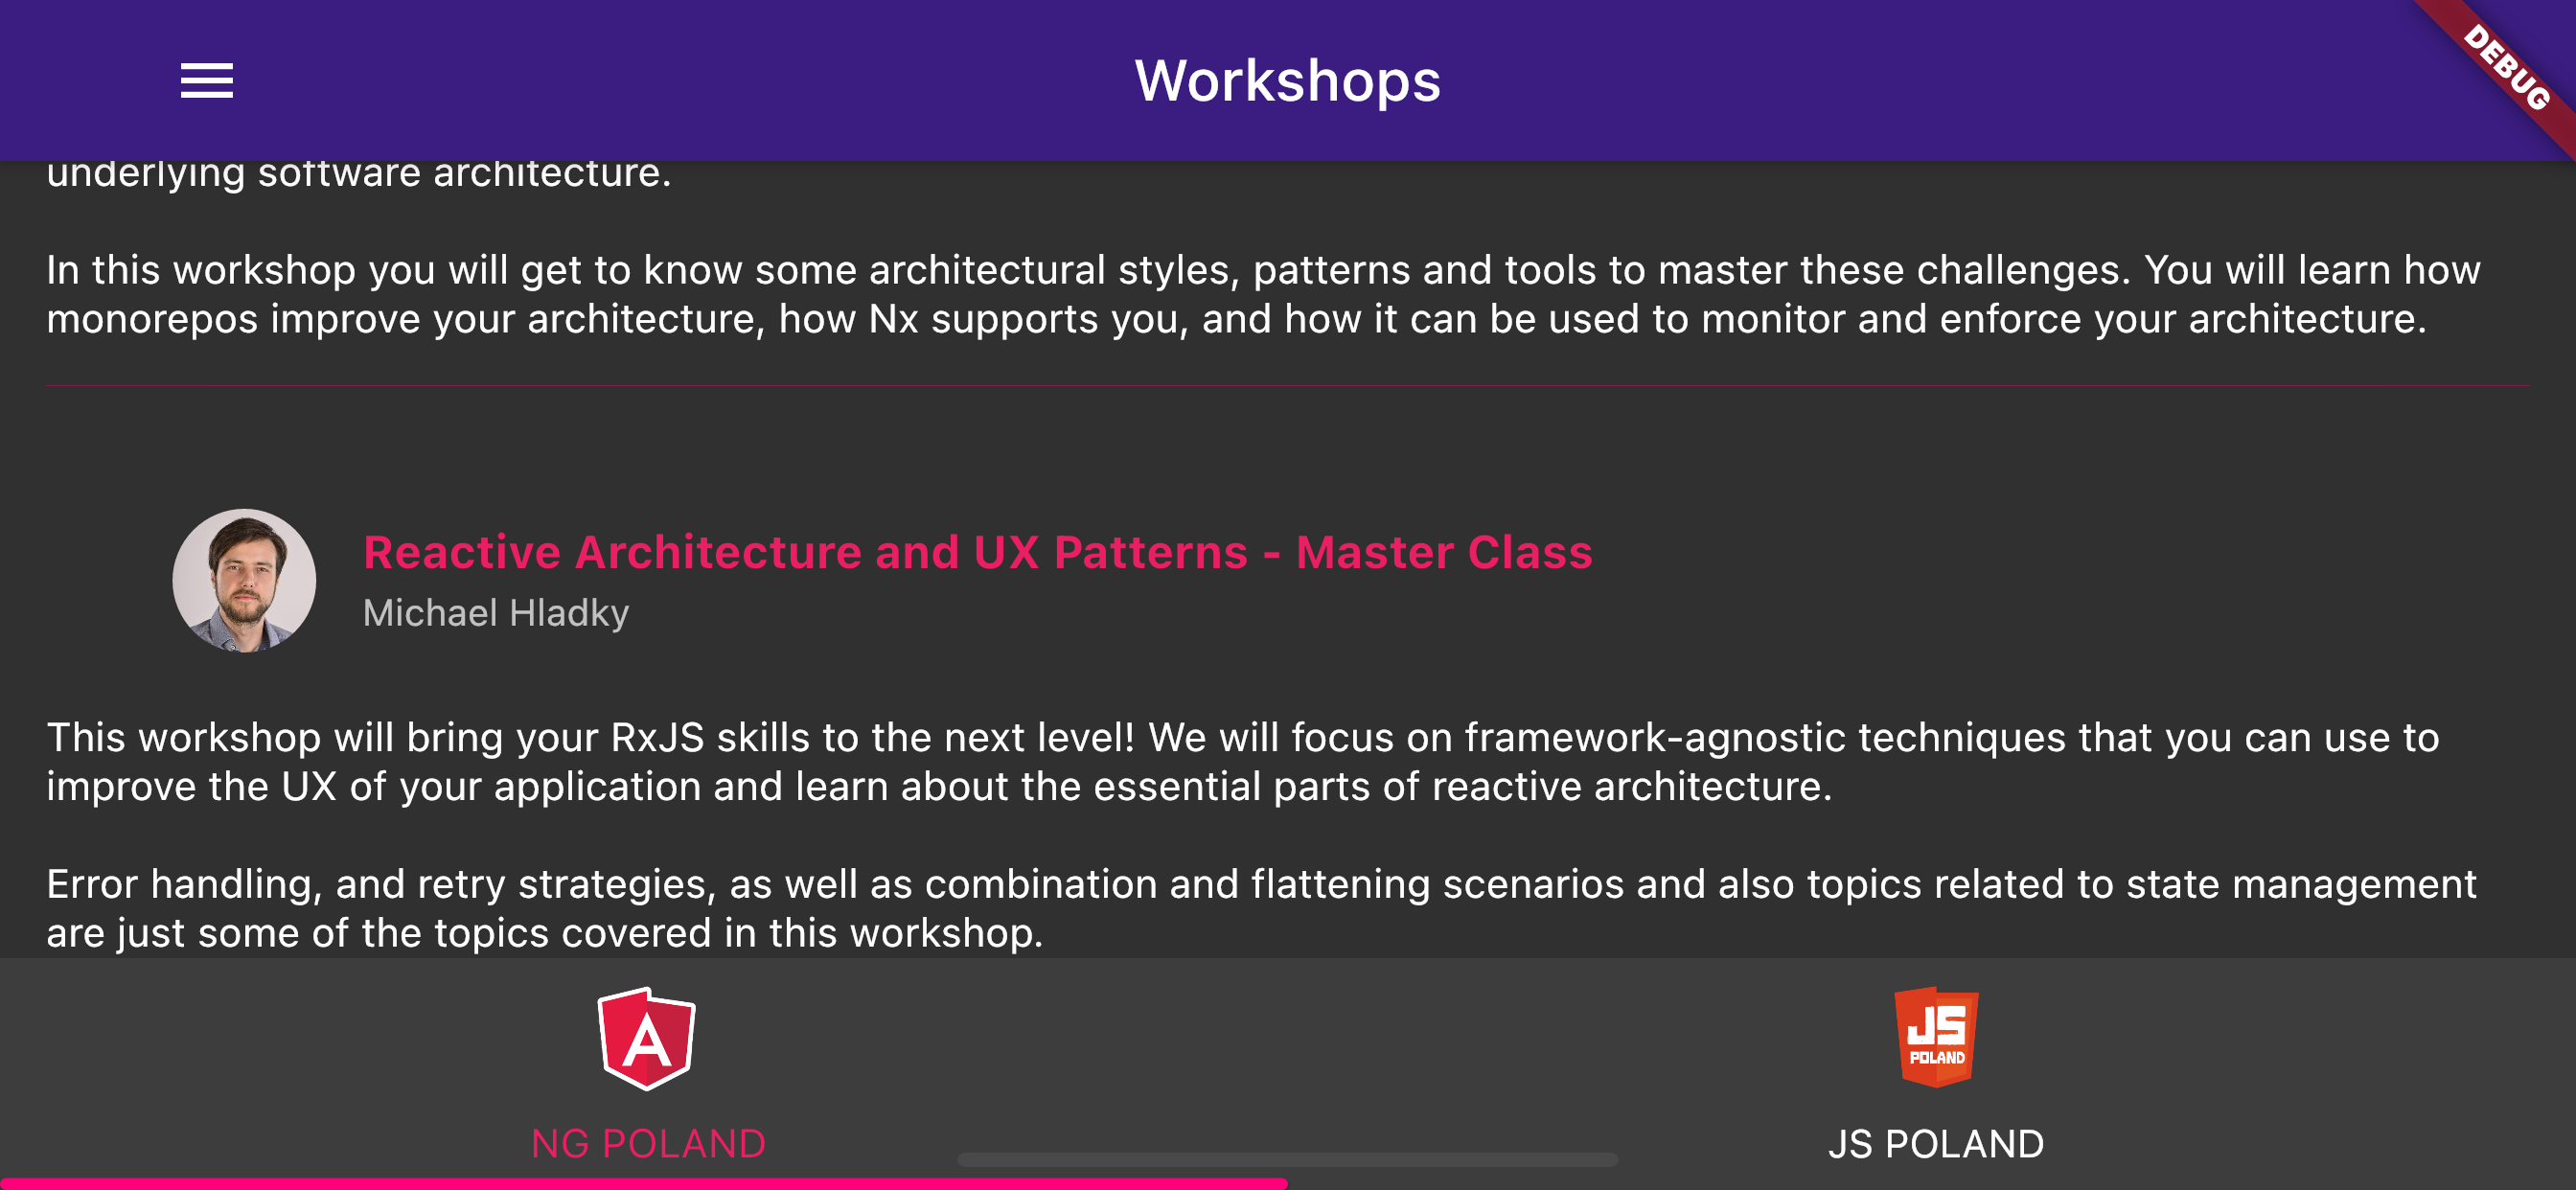 Workshops
DEBUG
underlying software architecture.
In this workshop you will get to know some architectural styles, patterns and tools to master these challenges. You will learn how
monorepos improve your architecture, how Nx supports you, and how it can be used to monitor and enforce your architecture.
Reactive Architecture and UX Patterns - Master Class
Michael Hladky
This workshop will bring your RxJS skills to the next level! We will focus on framework-agnostic techniques that you can use to
improve the UX of your application and learn about the essential parts of reactive architecture.
Error handling, and retry strategies, as well as combination and flattening scenarios and also topics related to state management
are just some of the topics covered in this workshop.
A
NG POLAND
JS
POLAND
JS POLAND